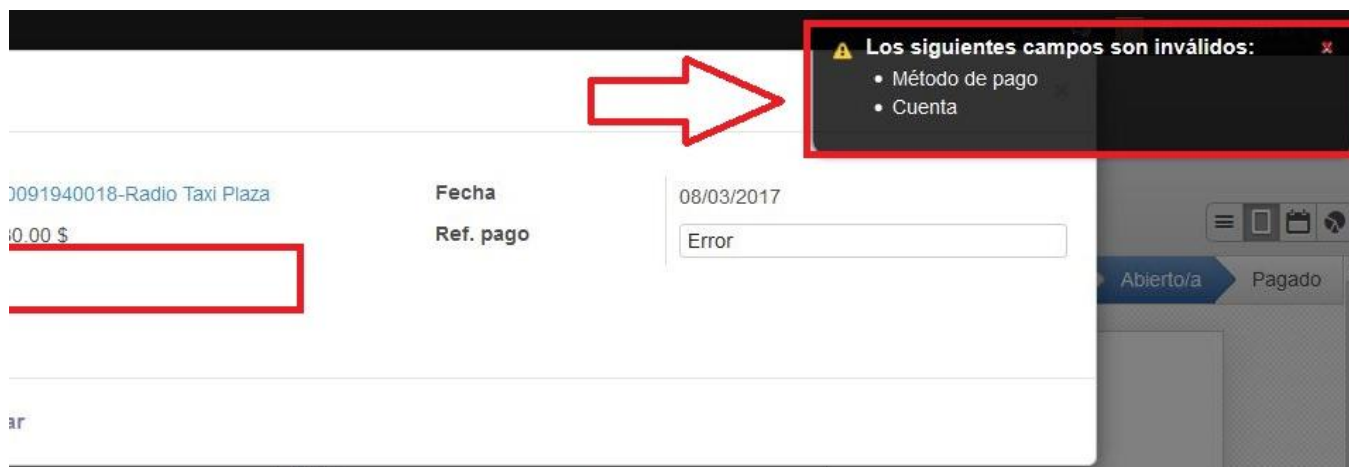 Los siguientes campos son inválidos: x
• Método de pago
• Cuenta
0091940018-Radio Taxi Plaza Fecha 08/03/2017
0.00 $ Ref. pago Error
Abierto/a Pagado
ar